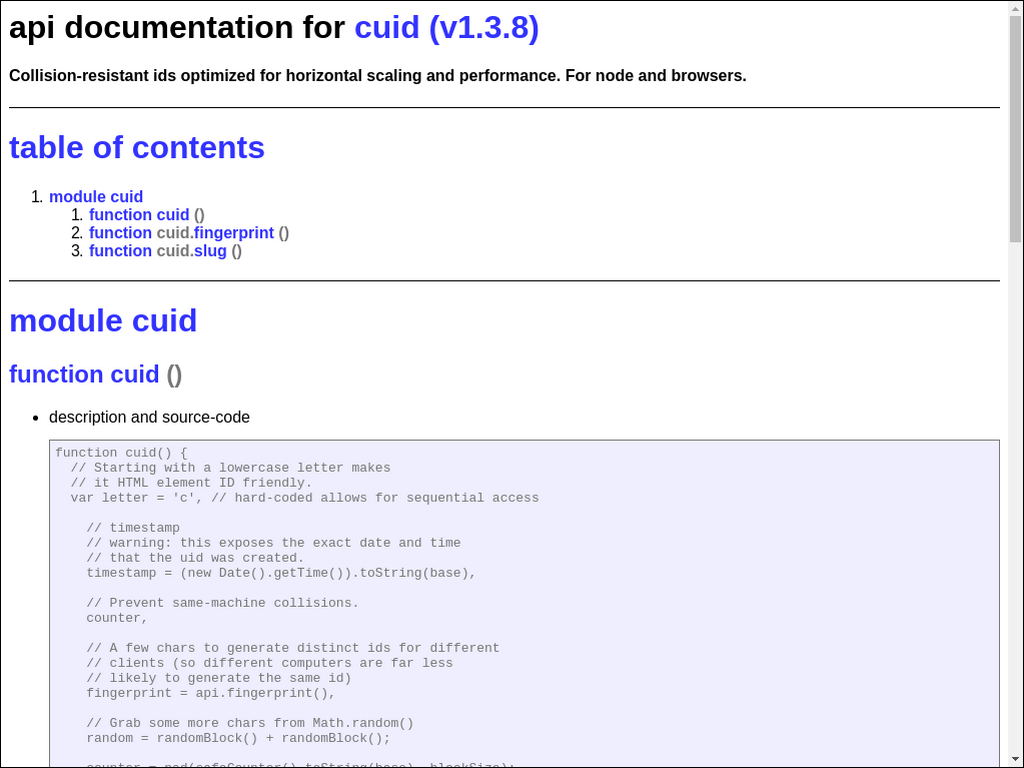 api documentation for cuid (v1.3.8)
Collision-resistant ids optimized for horizontal scaling and performance. For node and browsers.
table of contents
1. module cuid
1. function cuid ()
2. function cuid.fingerprint ()
3. function cuid.slug ()
module cuid
function cuid ()
• description and source-code
function cuid() {
  // Starting with a lowercase letter makes
  // it HTML element ID friendly.
  var letter = 'c', // hard-coded allows for sequential access
    // timestamp
    // warning: this exposes the exact date and time
    // that the uid was created.
    timestamp = (new Date().getTime()).toString(base),
    // Prevent same-machine collisions.
    counter,
    // A few chars to generate distinct ids for different
    // clients (so different computers are far less
    // likely to generate the same id)
    fingerprint = api.fingerprint(),
    // Grab some more chars from Math.random()
    random = randomBlock() + randomBlock();
    counter = pad(safeCounter().toString(base), blockSize);